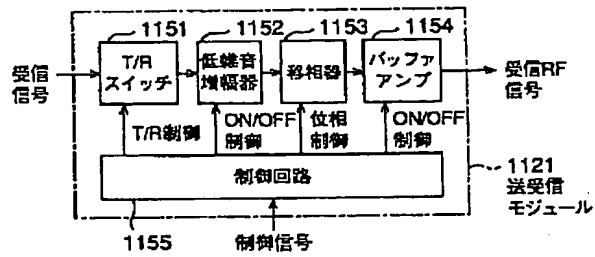 1151
1152
1153
1154
T/R
スイッチ
低雑音
増幅器
移相器
バッファ
アンプ
受信
信号
受信RF
信号
T/R制御
ON/OFF
制御
位相
制御
ON/OFF
制御
制御回路
1121
送受信
モジュール
1155
制御信号